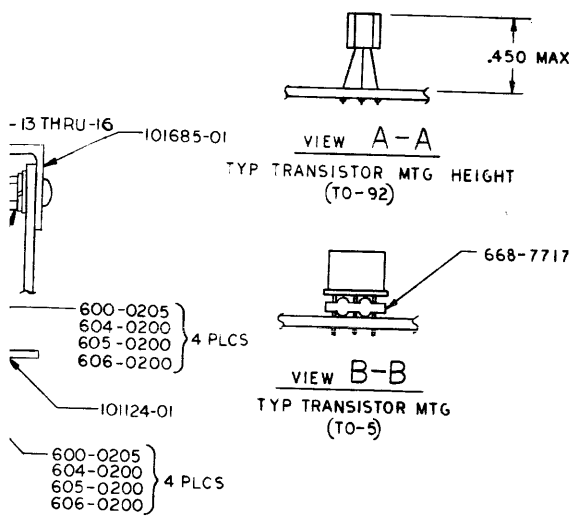 .450 MAX
VIEW A-A
TYP TRANSISTOR MTG HEIGHT
(TO-92)
-13 THRU-16
101685-01
668-7717
VIEW B-B
TYP TRANSISTOR MTG
(TO-5)
600-0205
604-0200
605-0200
606-0200
4 PLCS
101124-01
600-0205
604-0200
605-0200
606-0200
4 PLCS